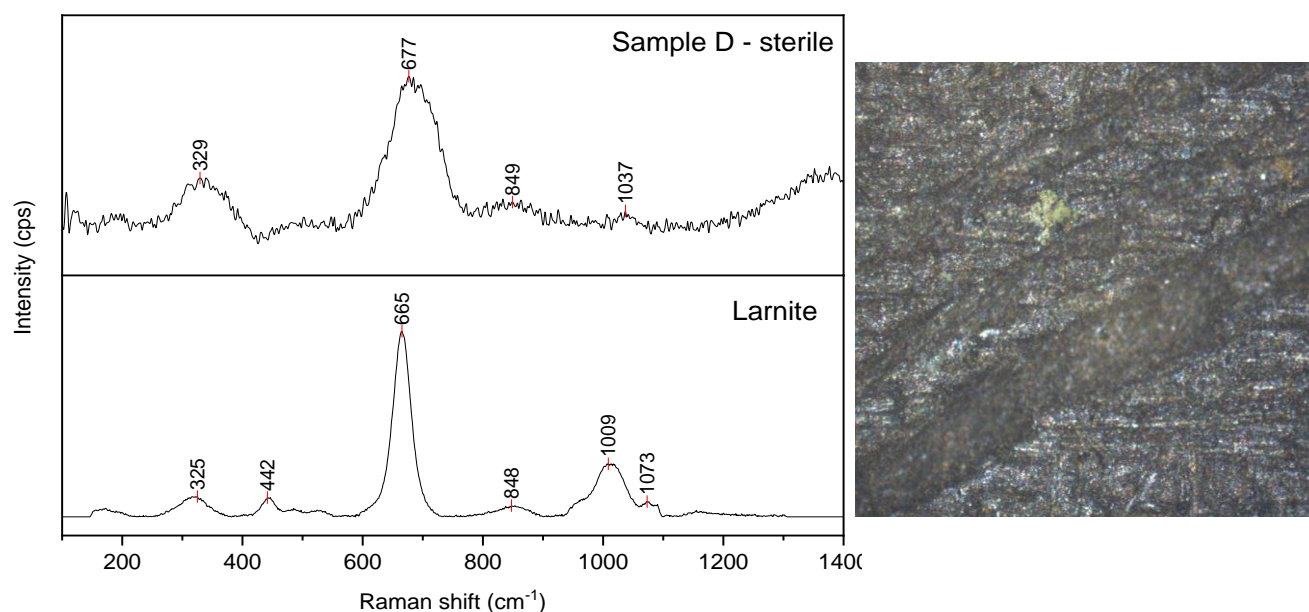 Sample D - sterile
677
329
849
1037
Larnite
665
325
442
848
1009
1073
Intensity (cps)
200 400 600 800 1000 1200 1400
Raman shift (cm-1)